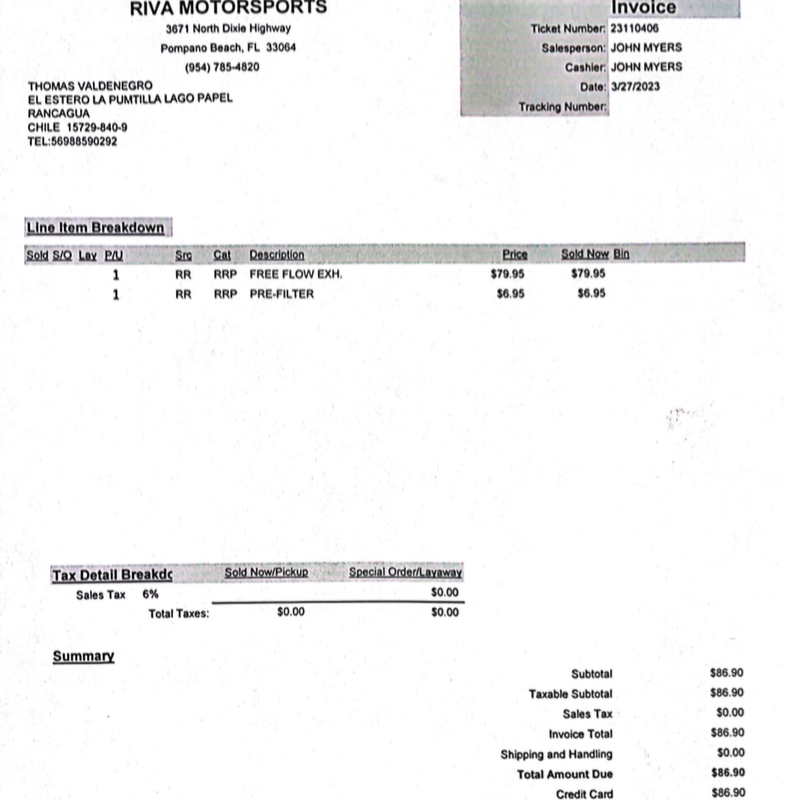 RIVA MOTORSPORTS
3671 North Dixie Highway
Pompano Beach, FL 33064
(954) 785-4820
Invoice
Ticket Number: 23110406
Salesperson: JOHN MYERS
Cashier: JOHN MYERS
Date: 3/27/2023
Tracking Number:
THOMAS VALDENEGRO
EL ESTERO LA PUMTILLA LAGO PAPEL
RANCAGUA
CHILE 15729-840-9
TEL:56988590292
Line Item Breakdown
Sold S/O Lay P/U Src Cat Description Price Sold Now Bin
1 RR RRP FREE FLOW EXH. $79.95 $79.95
1 RR RRP PRE-FILTER $6.95 $6.95
Tax Detail Breakdc Sold Now/Pickup Special Order/Layaway
Sales Tax 6% $0.00
Total Taxes: $0.00 $0.00
Summary
Subtotal $86.90
Taxable Subtotal $86.90
Sales Tax $0.00
Invoice Total $86.90
Shipping and Handling $0.00
Total Amount Due $86.90
Credit Card $86.90